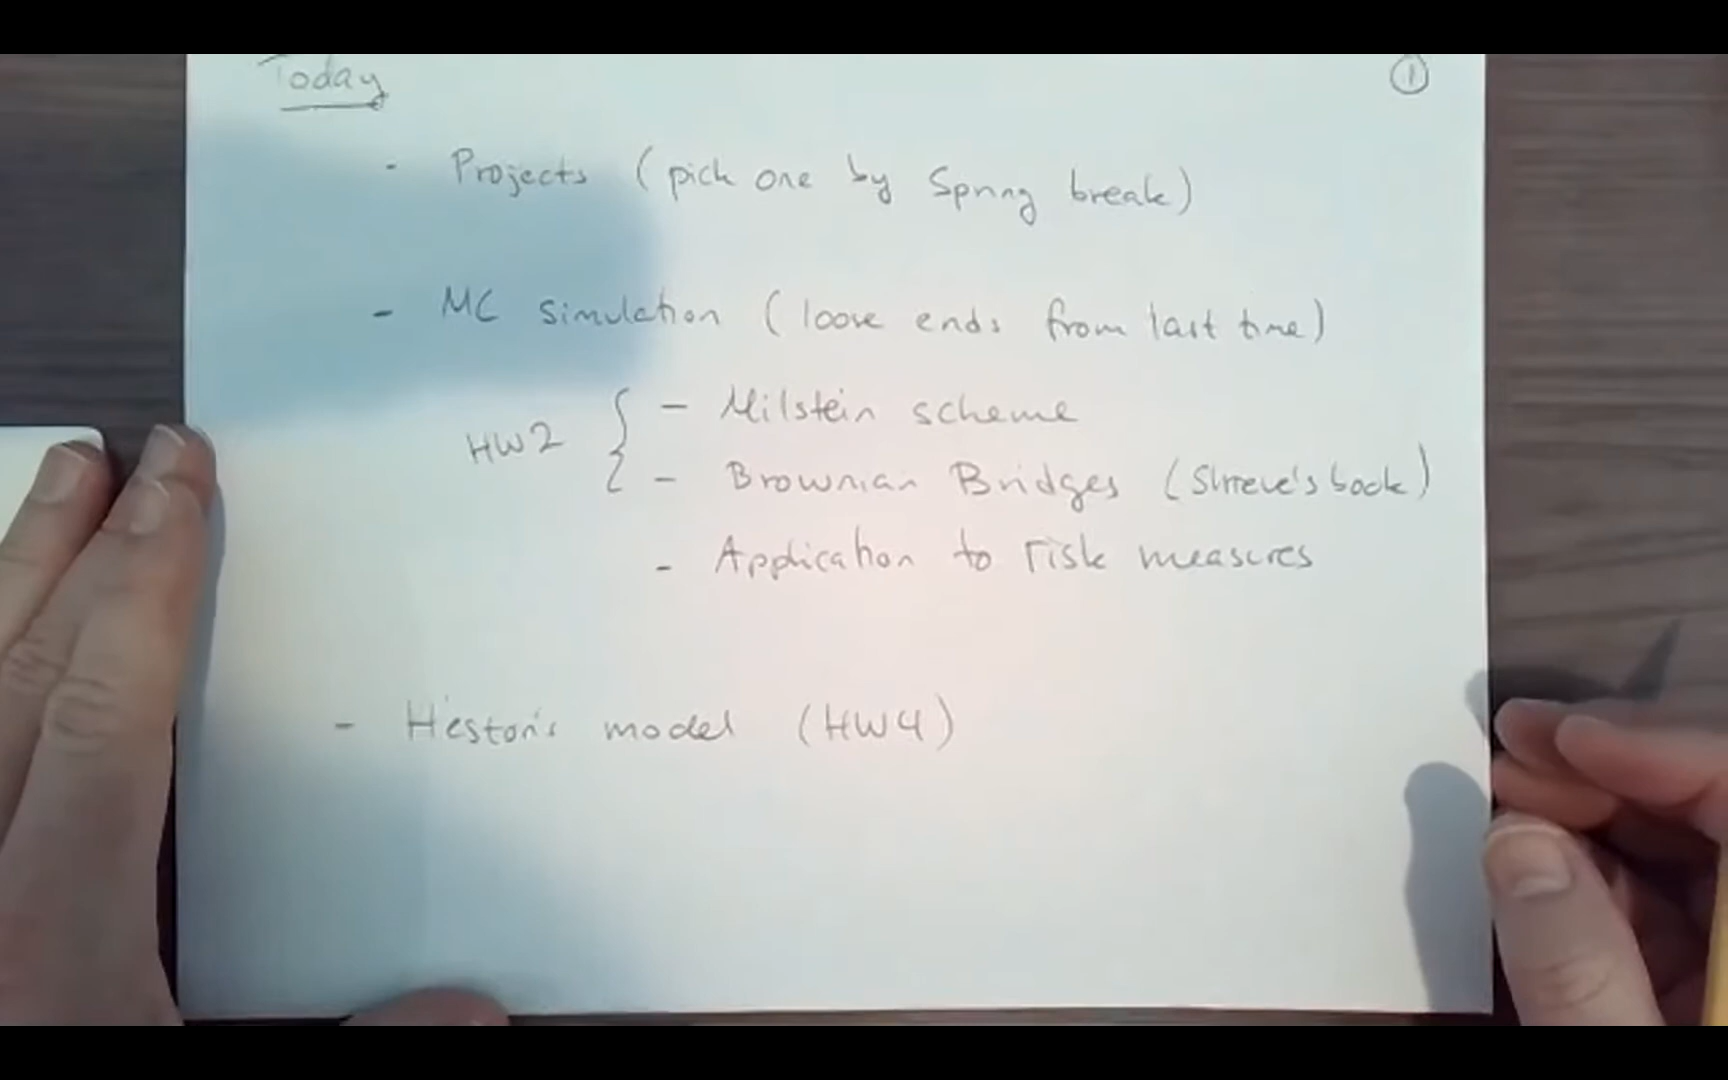 Today
①
- Projects (pick one by Spring break)
- MC simulation (loose ends from last time)
HW2 { - Milstein scheme
- Brownian Bridges (Shreve's book)
- Application to risk measures
- Heston's model (HW4)